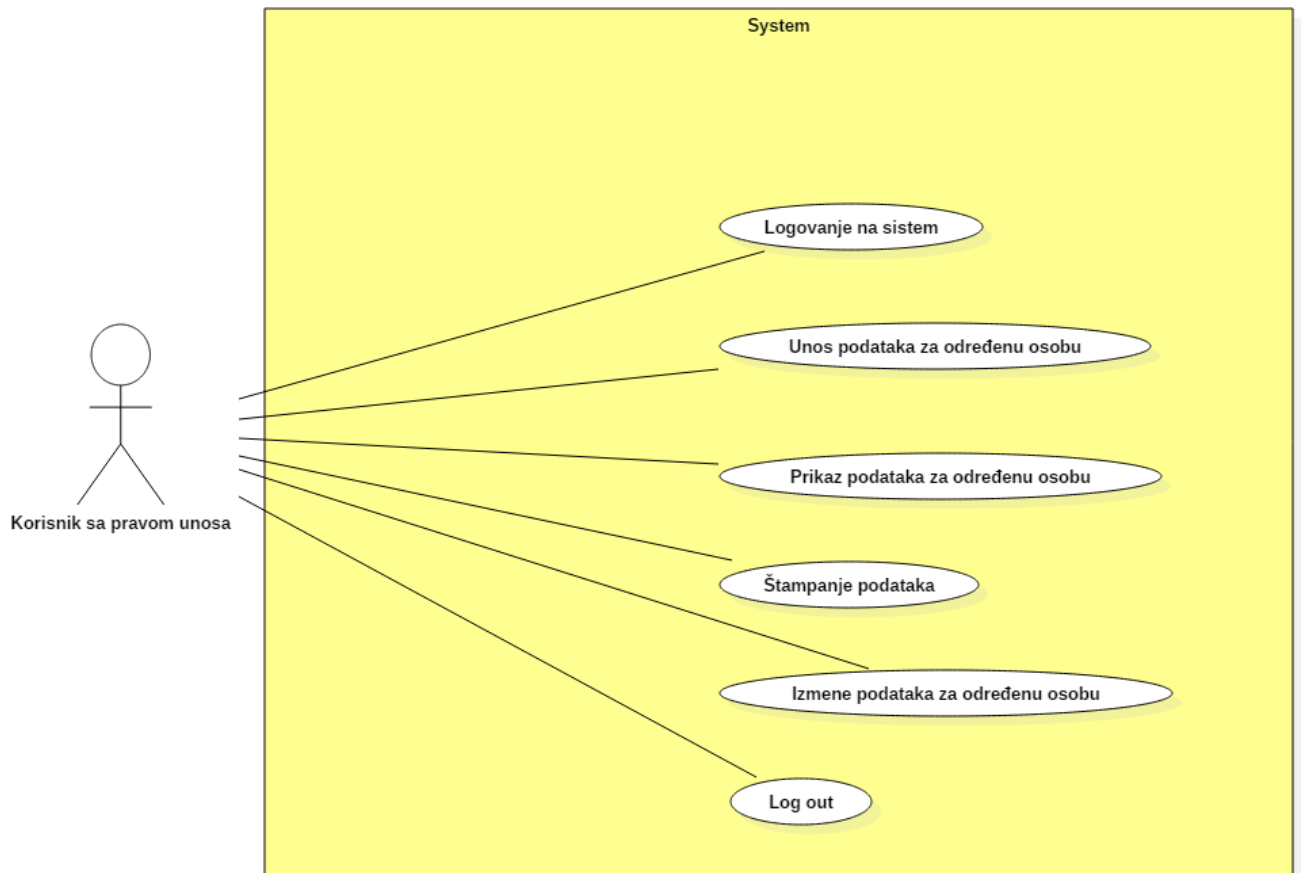 System
Logovanje na sistem
Unos podataka za određenu osobu
Prikaz podataka za određenu osobu
Korisnik sa pravom unosa
Štampanje podataka
Izmene podataka za određenu osobu
Log out